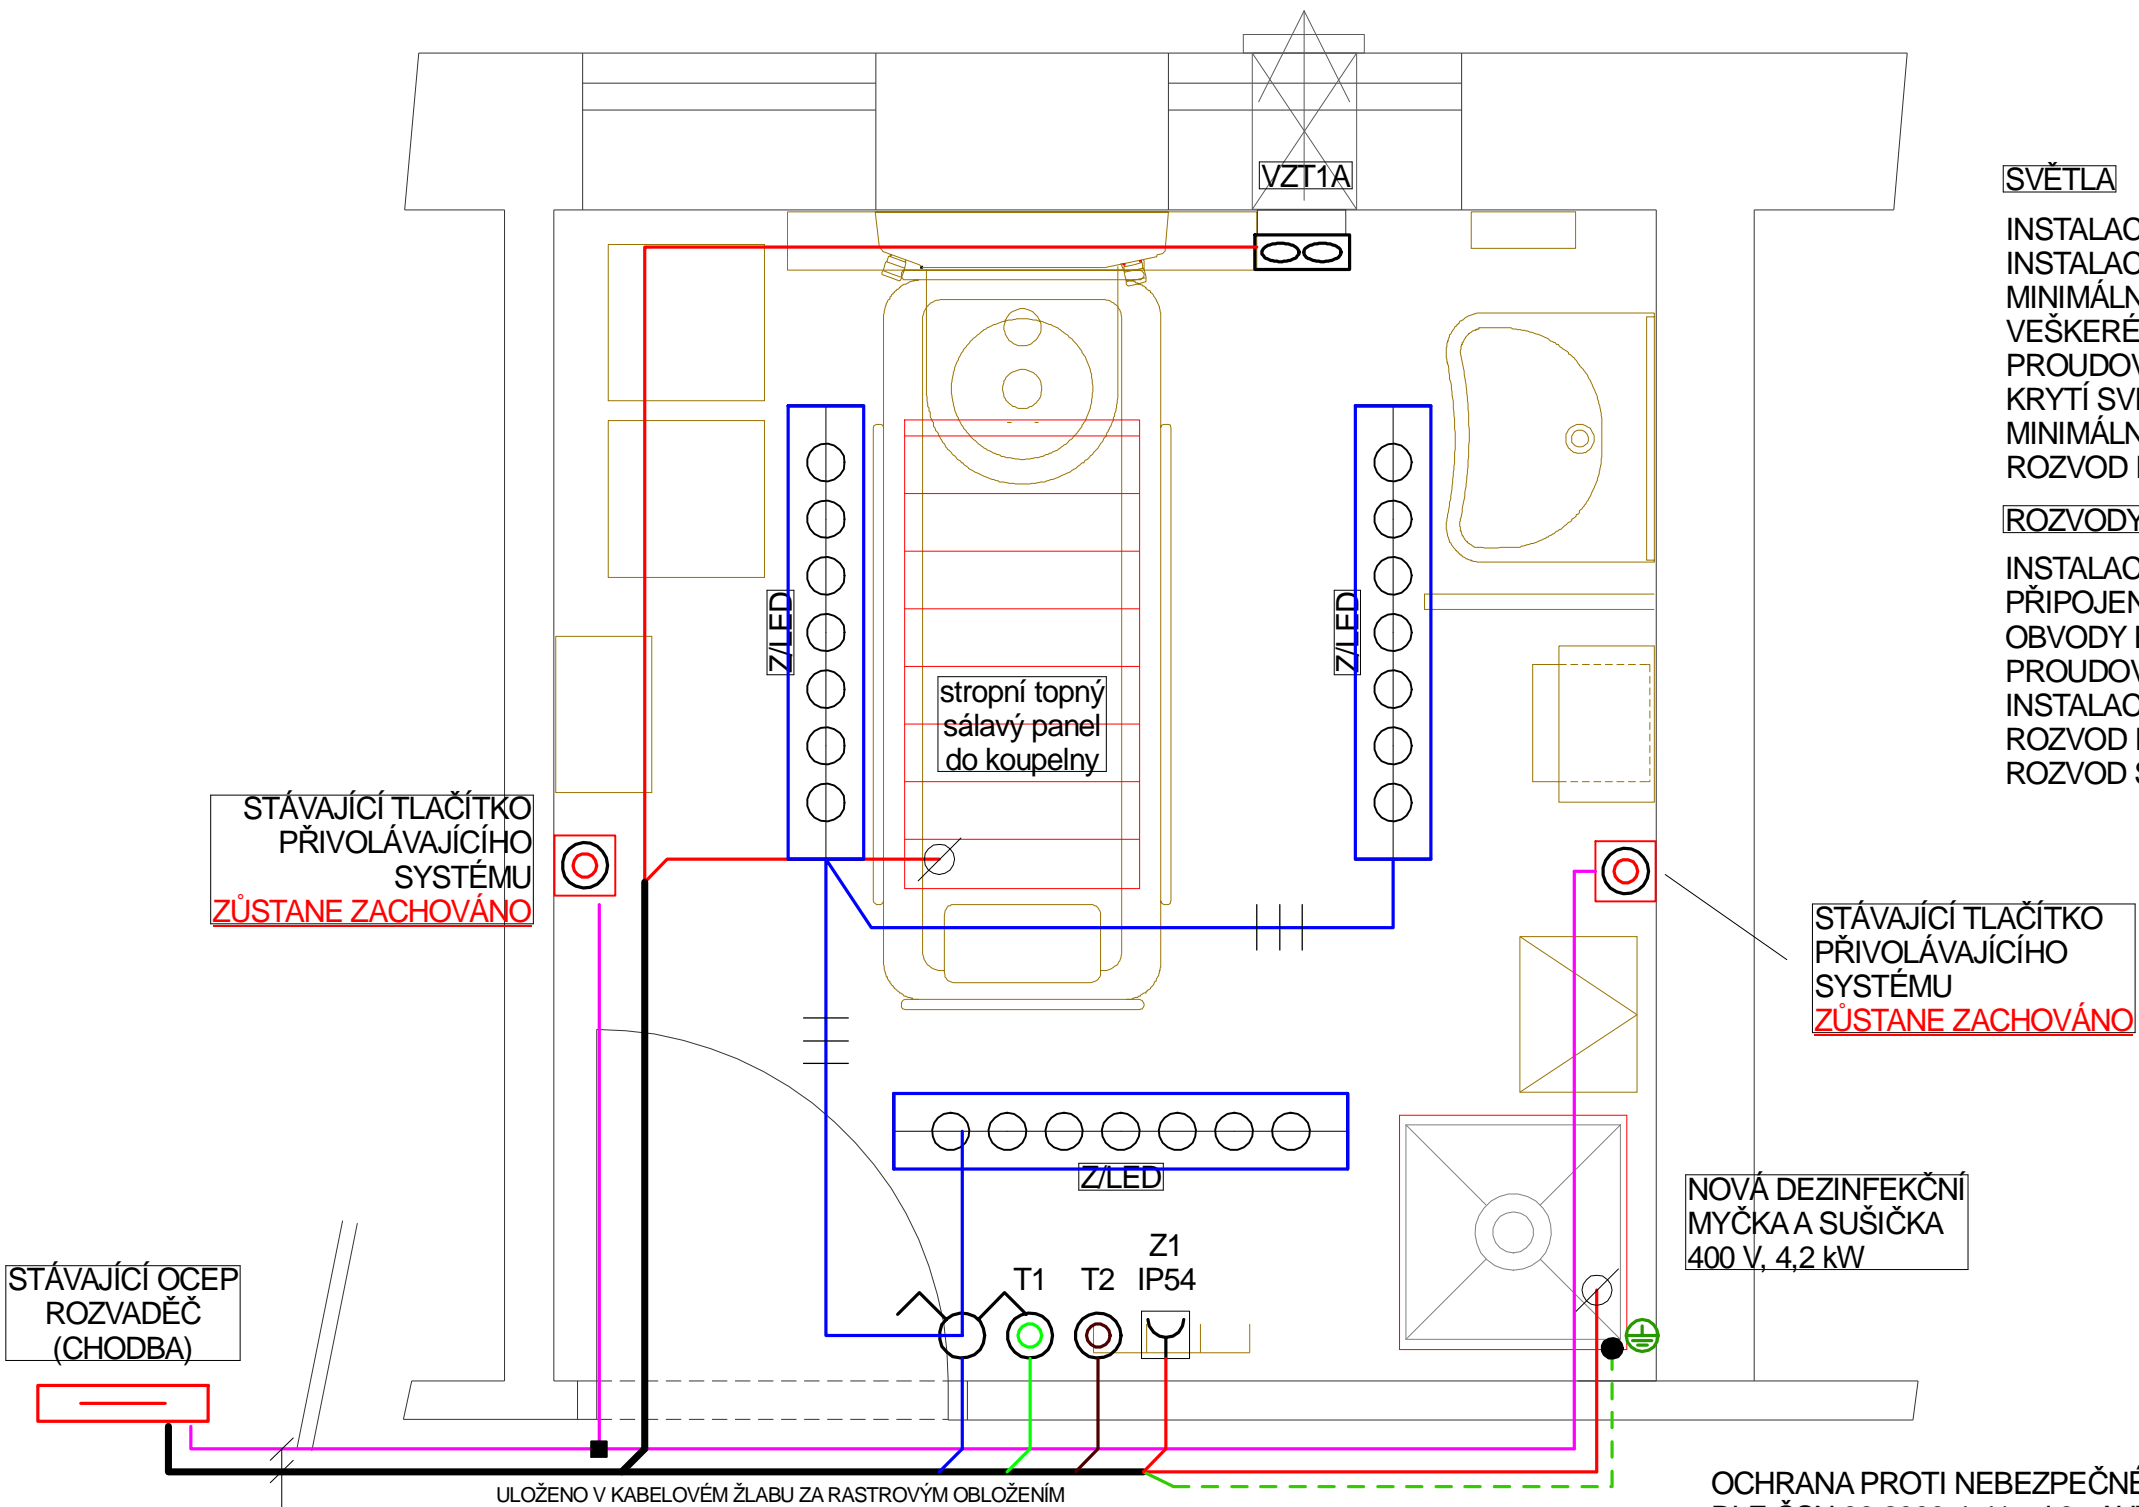 VZT1A
SVĚTLA
INSTALAC
INSTALAC
MINIMÁLN
VEŠKERÉ
PROUDOV
KRYTÍ SV
MINIMÁLN
ROZVOD
ROZVODY
INSTALAC
PŘIPOJEN
OBVODY
PROUDOV
INSTALAC
ROZVOD
ROZVOD S
Z/LED
Z/LED
stropní topný
sálavý panel
do koupelny
STÁVAJÍCÍ TLAČÍTKO
PŘIVOLÁVAJÍCÍHO
SYSTÉMU
ZŮSTANE ZACHOVÁNO
STÁVAJÍCÍ TLAČÍTKO
PŘIVOLÁVAJÍCÍHO
SYSTÉMU
ZŮSTANE ZACHOVÁNO
Z/LED
NOVÁ DEZINFEKČNÍ
MYČKA A SUŠIČKA
400 V, 4,2 kW
Z1
T1 T2 IP54
STÁVAJÍCÍ OCEP
ROZVADĚČ
(CHODBA)
ULOŽENO V KABELOVÉM ŽLABU ZA RASTROVÝM OBLOŽENÍM
OCHRANA PROTI NEBEZPEČNÉ